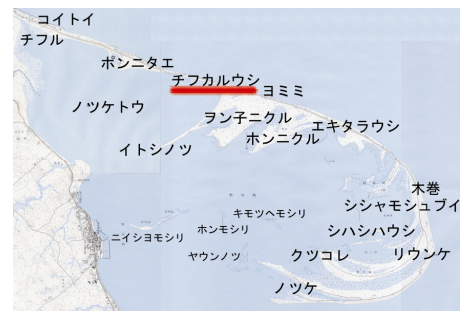 コイトイ
チフル
ポンニタエ
チフカルウシ
ヨミミ
ノツケトウ
ヲン子ニクル
エキタラウシ
ホンニクル
イトシノツ
木巻
シシャモシュブイ
キモツヘモシリ
ホンモシリ
シハシハウシ
ニイショモシリ
ヤウンノツ
クツコレ
リウンケ
ノツケ